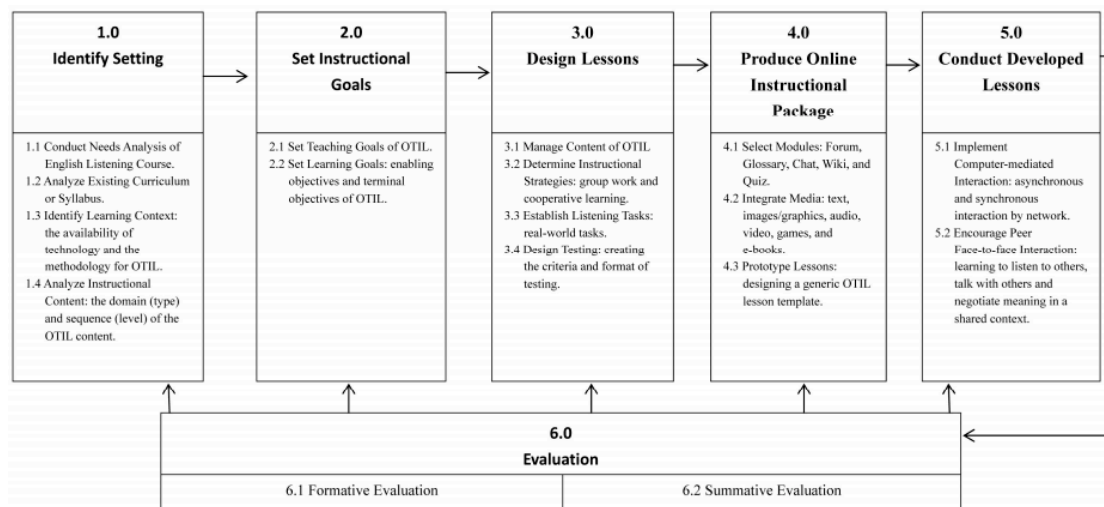 1.0
Identify Setting
1.1 Conduct Needs Analysis of
English Listening Course.
1.2 Analyze Existing Curriculum
or Syllabus.
1.3 Identify Learning Context:
the availability of
technology and the
methodology for OTIL.
1.4 Analyze Instructional
Content: the domain (type)
and sequence (level) of the
OTIL content.
2.0
Set Instructional
Goals
2.1 Set Teaching Goals of OTIL.
2.2 Set Learning Goals: enabling
objectives and terminal
objectives of OTIL.
3.0
Design Lessons
3.1 Manage Content of OTIL
3.2 Determine Instructional
Strategies: group work and
cooperative learning.
3.3 Establish Listening Tasks:
real-world tasks.
3.4 Design Testing: creating
the criteria and format of
testing.
4.0
Produce Online
Instructional
Package
4.1 Select Modules: Forum,
Glossary, Chat, Wiki, and
Quiz.
4.2 Integrate Media: text,
images/graphics, audio,
video, games, and
e-books.
4.3 Prototype Lessons:
designing a generic OTIL
lesson template.
5.0
Conduct Developed
Lessons
5.1 Implement
Computer-mediated
Interaction: asynchronous
and synchronous
interaction by network.
5.2 Encourage Peer
Face-to-face Interaction:
learning to listen to others,
talk with others and
negotiate meaning in a
shared context.
6.0
Evaluation
6.1 Formative Evaluation
6.2 Summative Evaluation